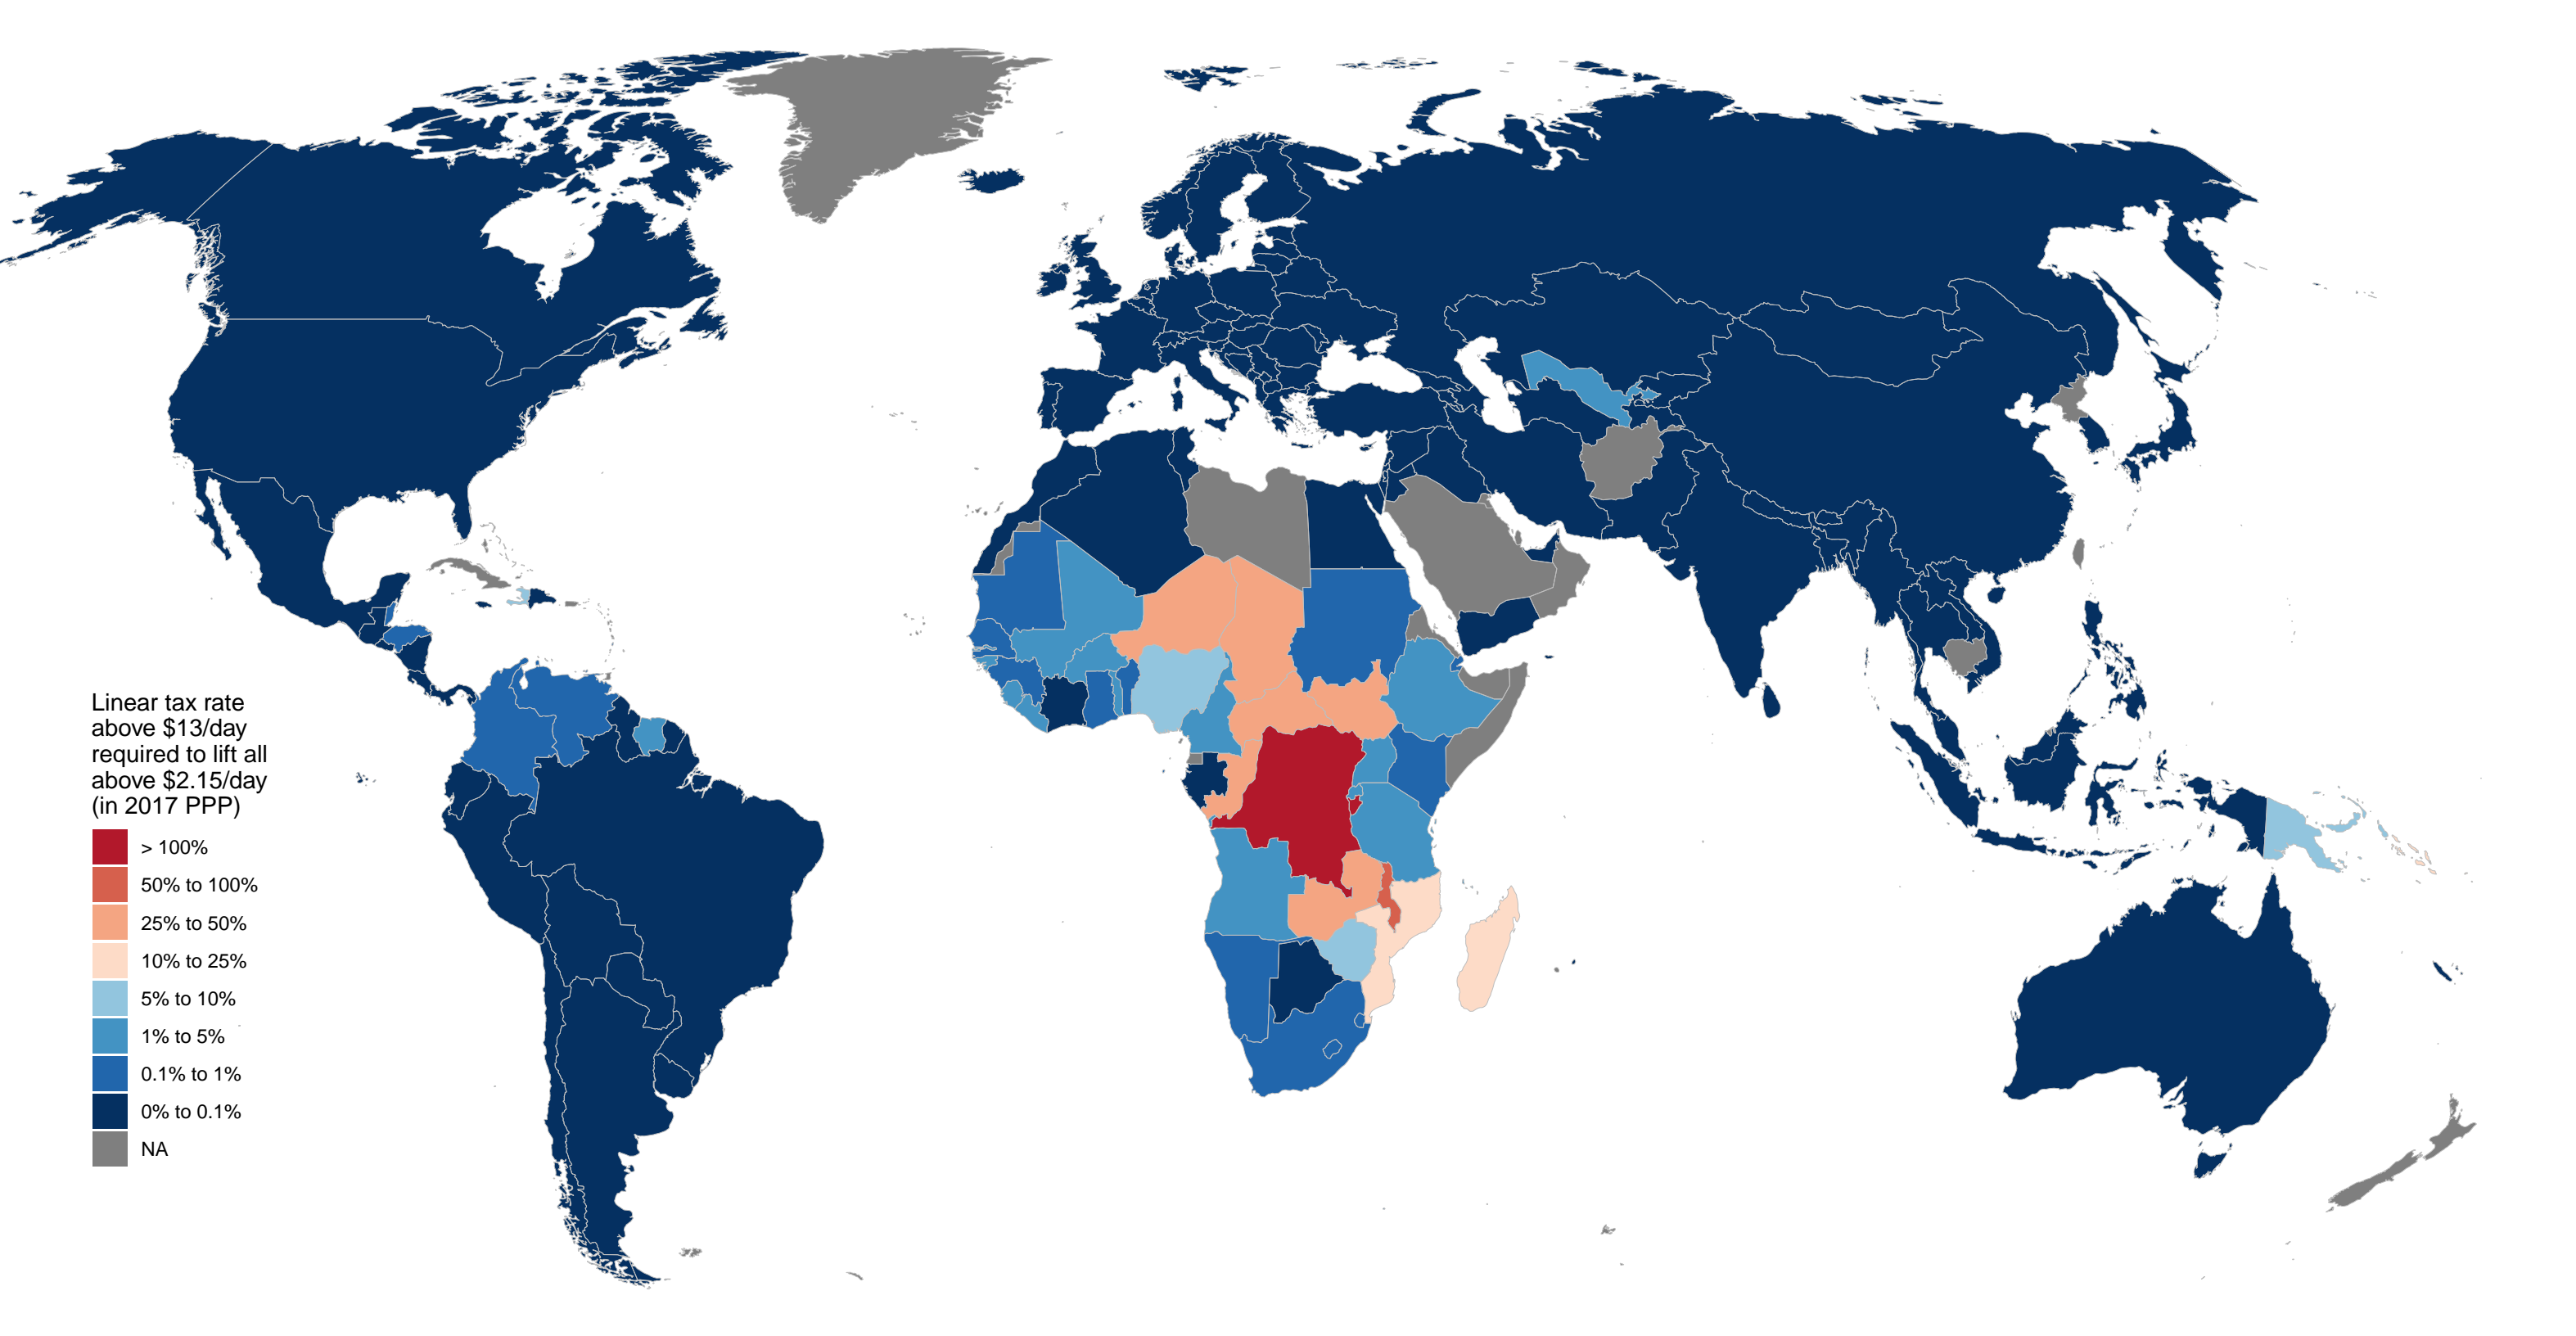 Linear tax rate
above $13/day
required to lift all
above $2.15/day
(in 2017 PPP)
> 100%
50% to 100%
25% to 50%
10% to 25%
5% to 10%
1% to 5%
0.1% to 1%
0% to 0.1%
NA